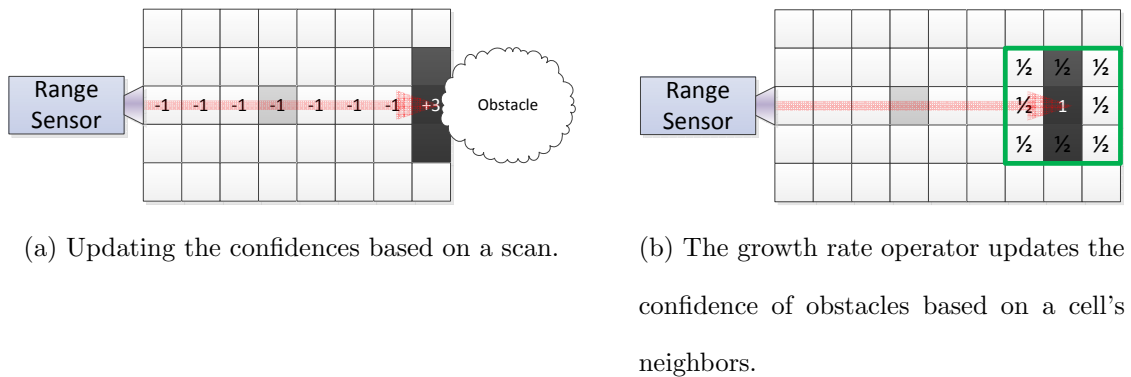 Range
Sensor
-1 -1 -1 -1 -1 -1 -1 +3
Obstacle
(a) Updating the confidences based on a scan.
Range
Sensor
½ ½ ½
½ 1 ½
½ ½ ½
(b) The growth rate operator updates the
confidence of obstacles based on a cell's
neighbors.